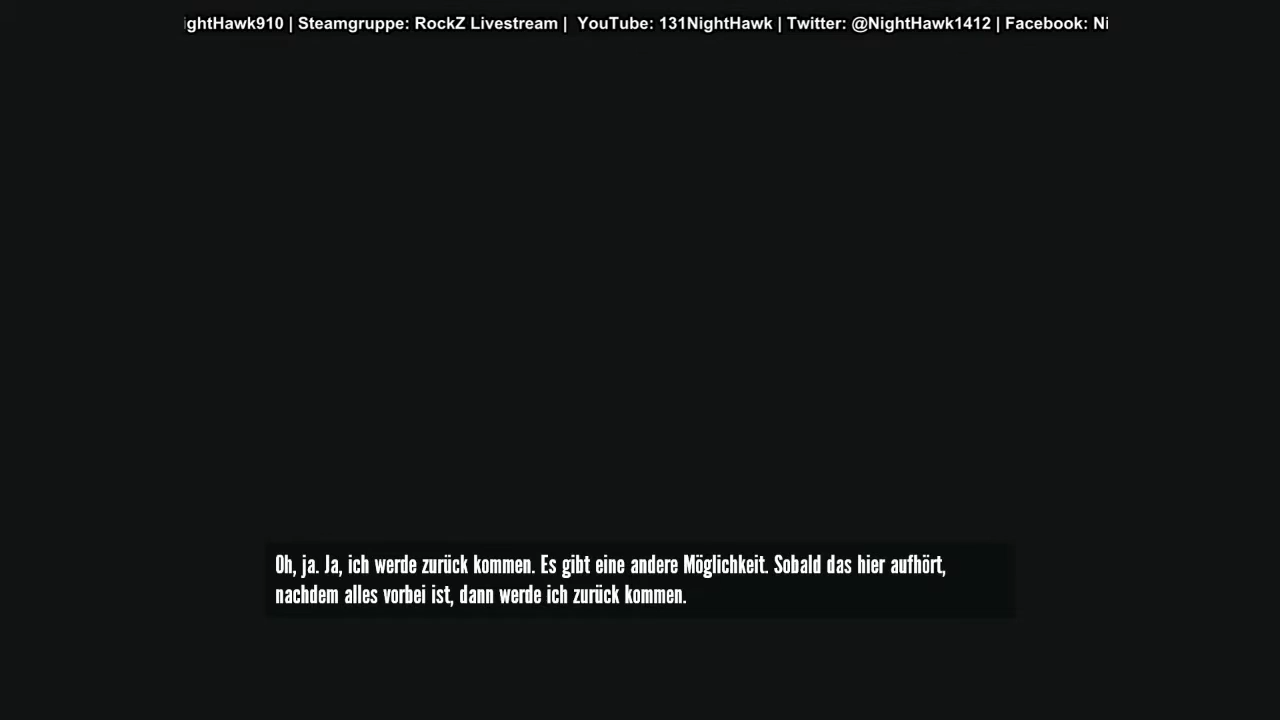 ightHawk910 | Steamgruppe: RockZ Livestream | YouTube: 131NightHawk | Twitter: @NightHawk1412 | Facebook: Ni
Oh, ja. Ja, ich werde zurück kommen. Es gibt eine andere Möglichkeit. Sobald das hier aufhört,
nachdem alles vorbei ist, dann werde ich zurück kommen.